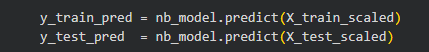 y_train_pred = nb_model.predict(X_train_scaled)
y_test_pred  = nb_model.predict(X_test_scaled)